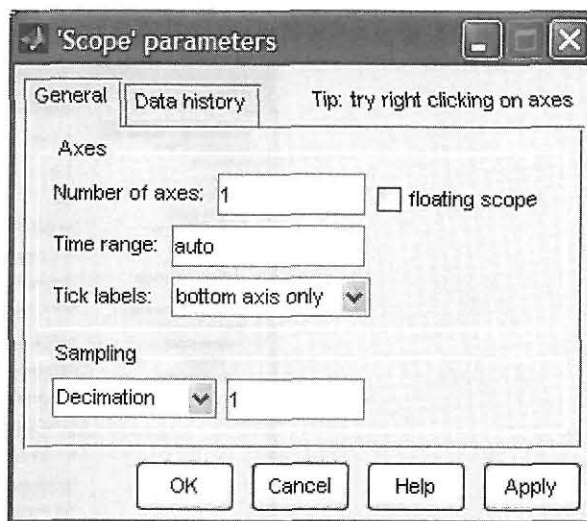 'Scope' parameters
General Data history Tip: try right clicking on axes
Axes
Number of axes: 1 floating scope
Time range: auto
Tick labels: bottom axis only
Sampling
Decimation 1
OK Cancel Help Apply